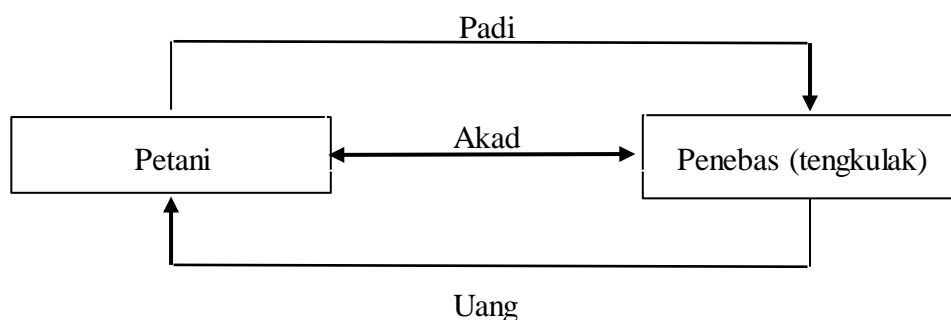 Padi
Petani
Akad
Penebas (tengkulak)
Uang